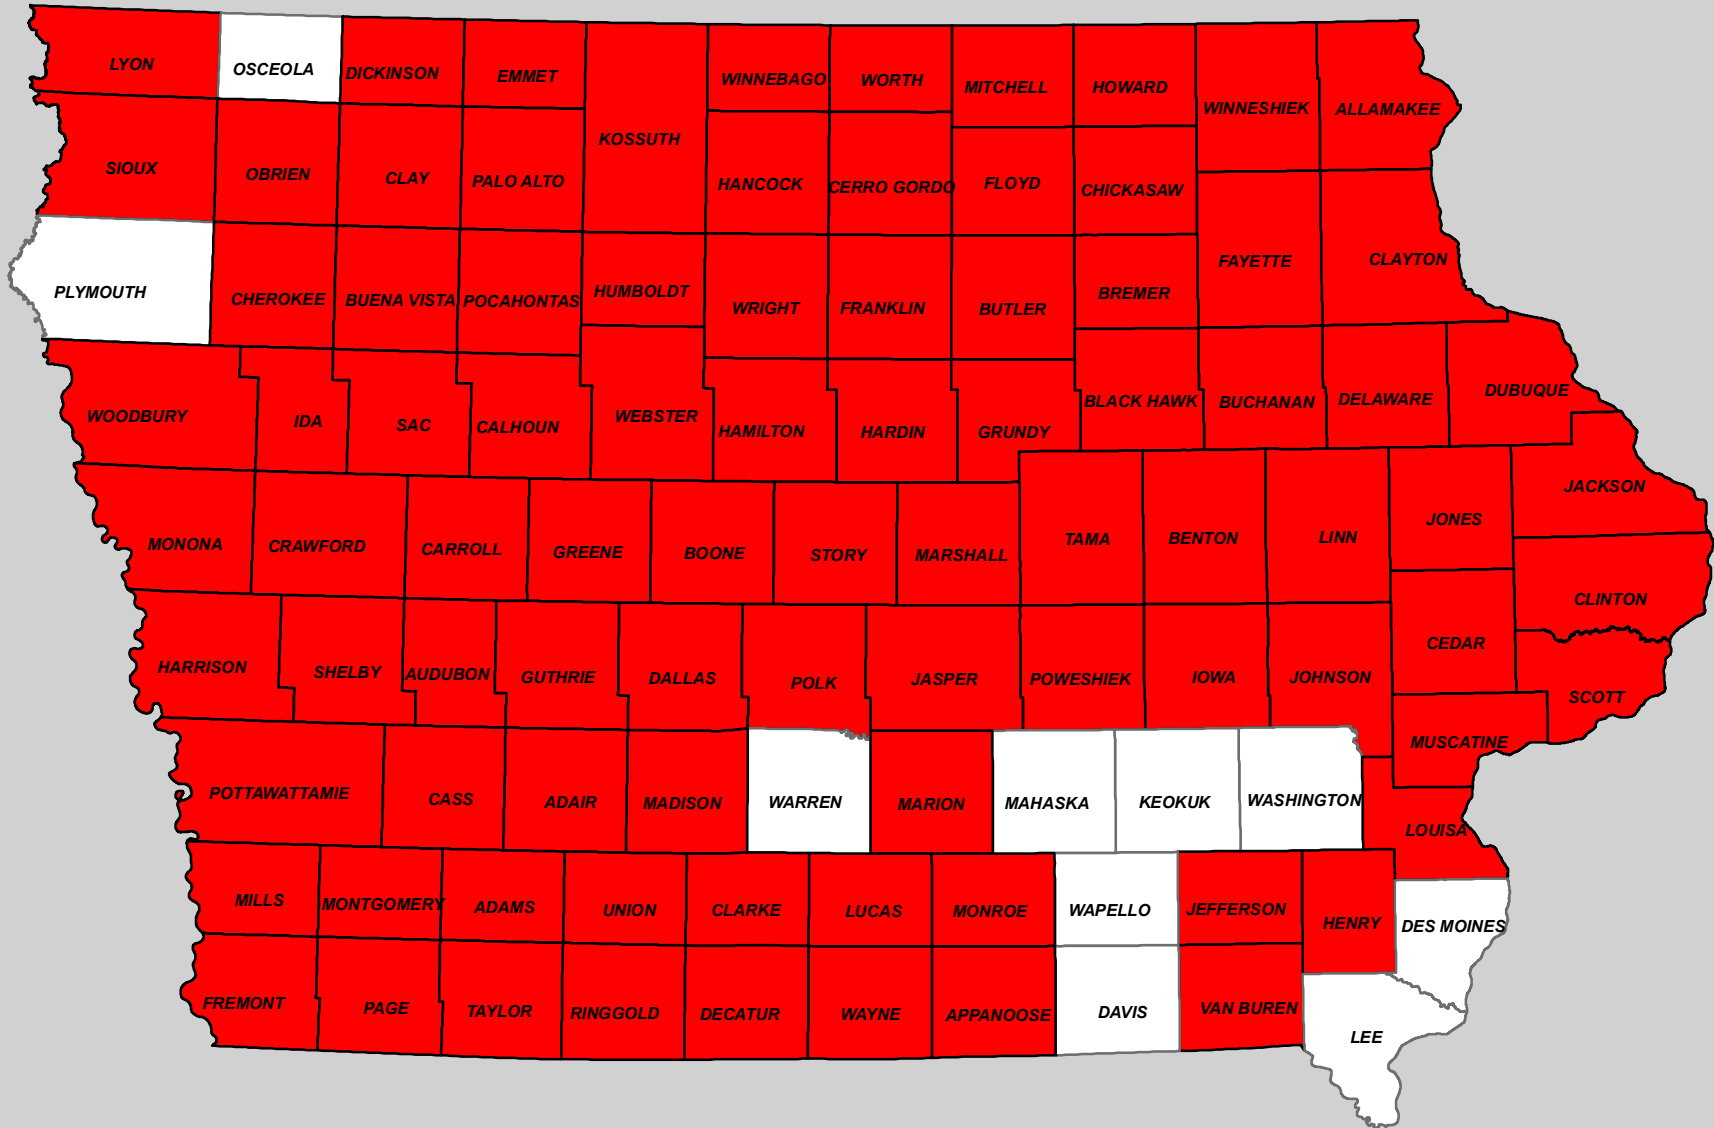 LYON
OSCEOLA
DICKINSON
EMMET
WINNEBAGO
WORTH
MITCHELL
HOWARD
WINNESHIEK
ALLAMAKEE
KOSSUTH
SIOUX
OBRIEN
CLAY
PALO ALTO
HANCOCK
CERRO GORDO
FLOYD
CHICKASAW
FAYETTE
CLAYTON
PLYMOUTH
CHEROKEE
BUENA VISTA
POCAHONTAS
HUMBOLDT
WRIGHT
FRANKLIN
BUTLER
BREMER
WOODBURY
IDA
SAC
CALHOUN
WEBSTER
HAMILTON
HARDIN
GRUNDY
BLACK HAWK
BUCHANAN
DELAWARE
DUBUQUE
MONONA
CRAWFORD
CARROLL
GREENE
BOONE
STORY
MARSHALL
TAMA
BENTON
LINN
JONES
JACKSON
CLINTON
HARRISON
SHELBY
AUDUBON
GUTHRIE
DALLAS
POLK
JASPER
POWESHIEK
IOWA
JOHNSON
CEDAR
SCOTT
MUSCATINE
POTTAWATTAMIE
CASS
ADAIR
MADISON
WARREN
MARION
MAHASKA
KEOKUK
WASHINGTON
LOUISA
MILLS
MONTGOMERY
ADAMS
UNION
CLARKE
LUCAS
MONROE
WAPELLO
JEFFERSON
HENRY
DES MOINES
FREMONT
PAGE
TAYLOR
RINGGOLD
DECATUR
WAYNE
APPANOOSE
DAVIS
VAN BUREN
LEE